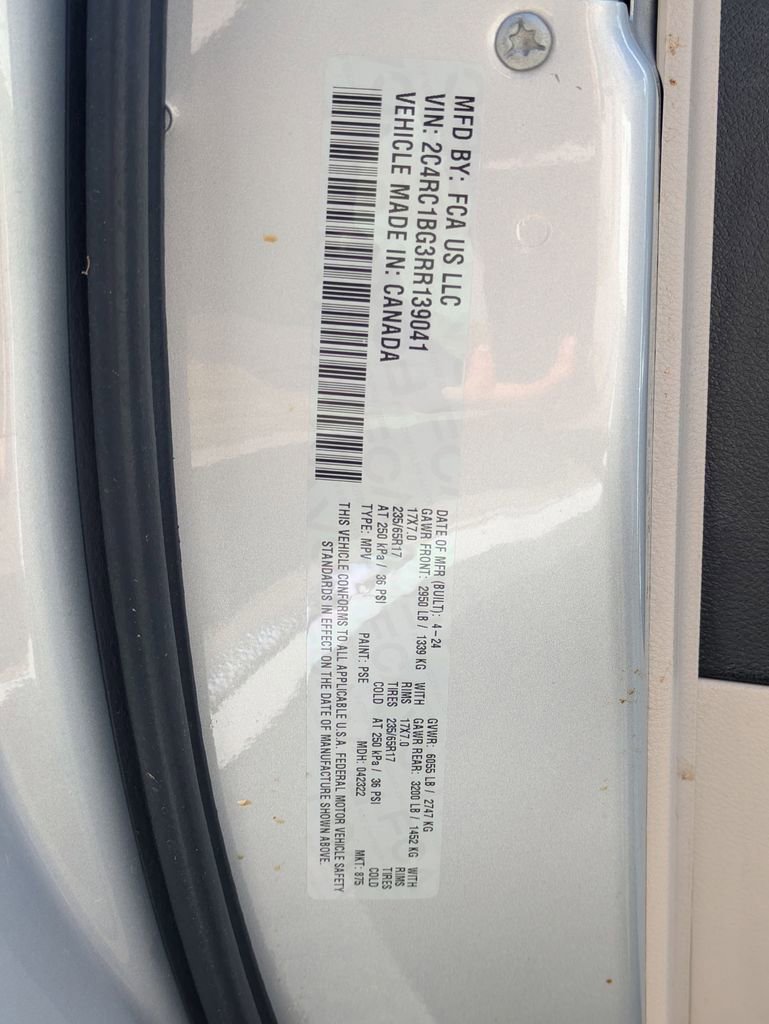 MFD BY: FCA US LLC
VIN: 2C4RC1BG3RR139041
VEHICLE MADE IN: CANADA
DATE OF MFR (BUILT): 4-24 GVWR: 6055 LB / 2747 KG
GAWR FRONT: 2950 LB / 1339 KG WITH GAWR REAR: 3200 LB / 1452 KG WITH
17X7.0 RIMS 17X7.0 RIMS
235/65R17 TIRES 235/65R17 TIRES
AT 250 kPa / 36 PSI COLD AT 250 kPa / 36 PSI COLD
TYPE: MPV PAINT: PSE MDH: 042322 MKT: 875
THIS VEHICLE CONFORMS TO ALL APPLICABLE U.S.A. FEDERAL MOTOR VEHICLE SAFETY
STANDARDS IN EFFECT ON THE DATE OF MANUFACTURE SHOWN ABOVE.